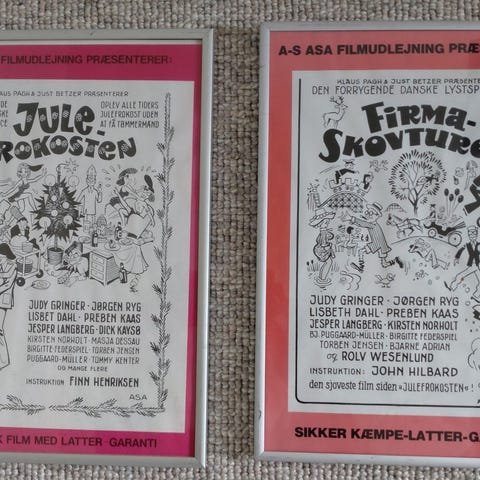 FILMUDLEJNING PRÆSENTERER:
KLAUS PAGH & JUST BETZER PRÆSENTERER
OPLEV ALLE TIDERS
JULEFROKOST UDEN
AT FÅ TØMMERMÆND
JULE-
ROKOSTEN
JUDY GRINGER · JØRGEN RYG
LISBET DAHL · PREBEN KAAS
JESPER LANGBERG · DICK KAYSØ
KIRSTEN NORHOLT · MASJA DESSAU
BIRGITTE FEDERSPIEL · TORBEN JENSEN
PUGGAARD-MÜLLER · TOMMY KENTER
OG MANGE FLERE
INSTRUKTION FINN HENRIKSEN
ASA
K FILM MED LATTER-GARANTI
A-S ASA FILMUDLEJNING PRÆ
KLAUS PAGH & JUST BETZER PRÆSENTE
DEN FORRYGENDE DANSKE LYSTSP
FIRMA-
SKOVTURE
JUDY GRINGER · JØRGEN RYG
LISBETH DAHL · PREBEN KAAS
JESPER LANGBERG · KIRSTEN NORHOLT
BJ. PUGGAARD-MÜLLER · BIRGITTE FEDERSPIEL
TORBEN JENSEN · BJARNE ADRIAN
OG ROLV WESENLUND
INSTRUKTION: JOHN HILBARD
den sjoveste film siden »JULEFROKOSTEN«!
SIKKER KÆMPE-LATTER-GA